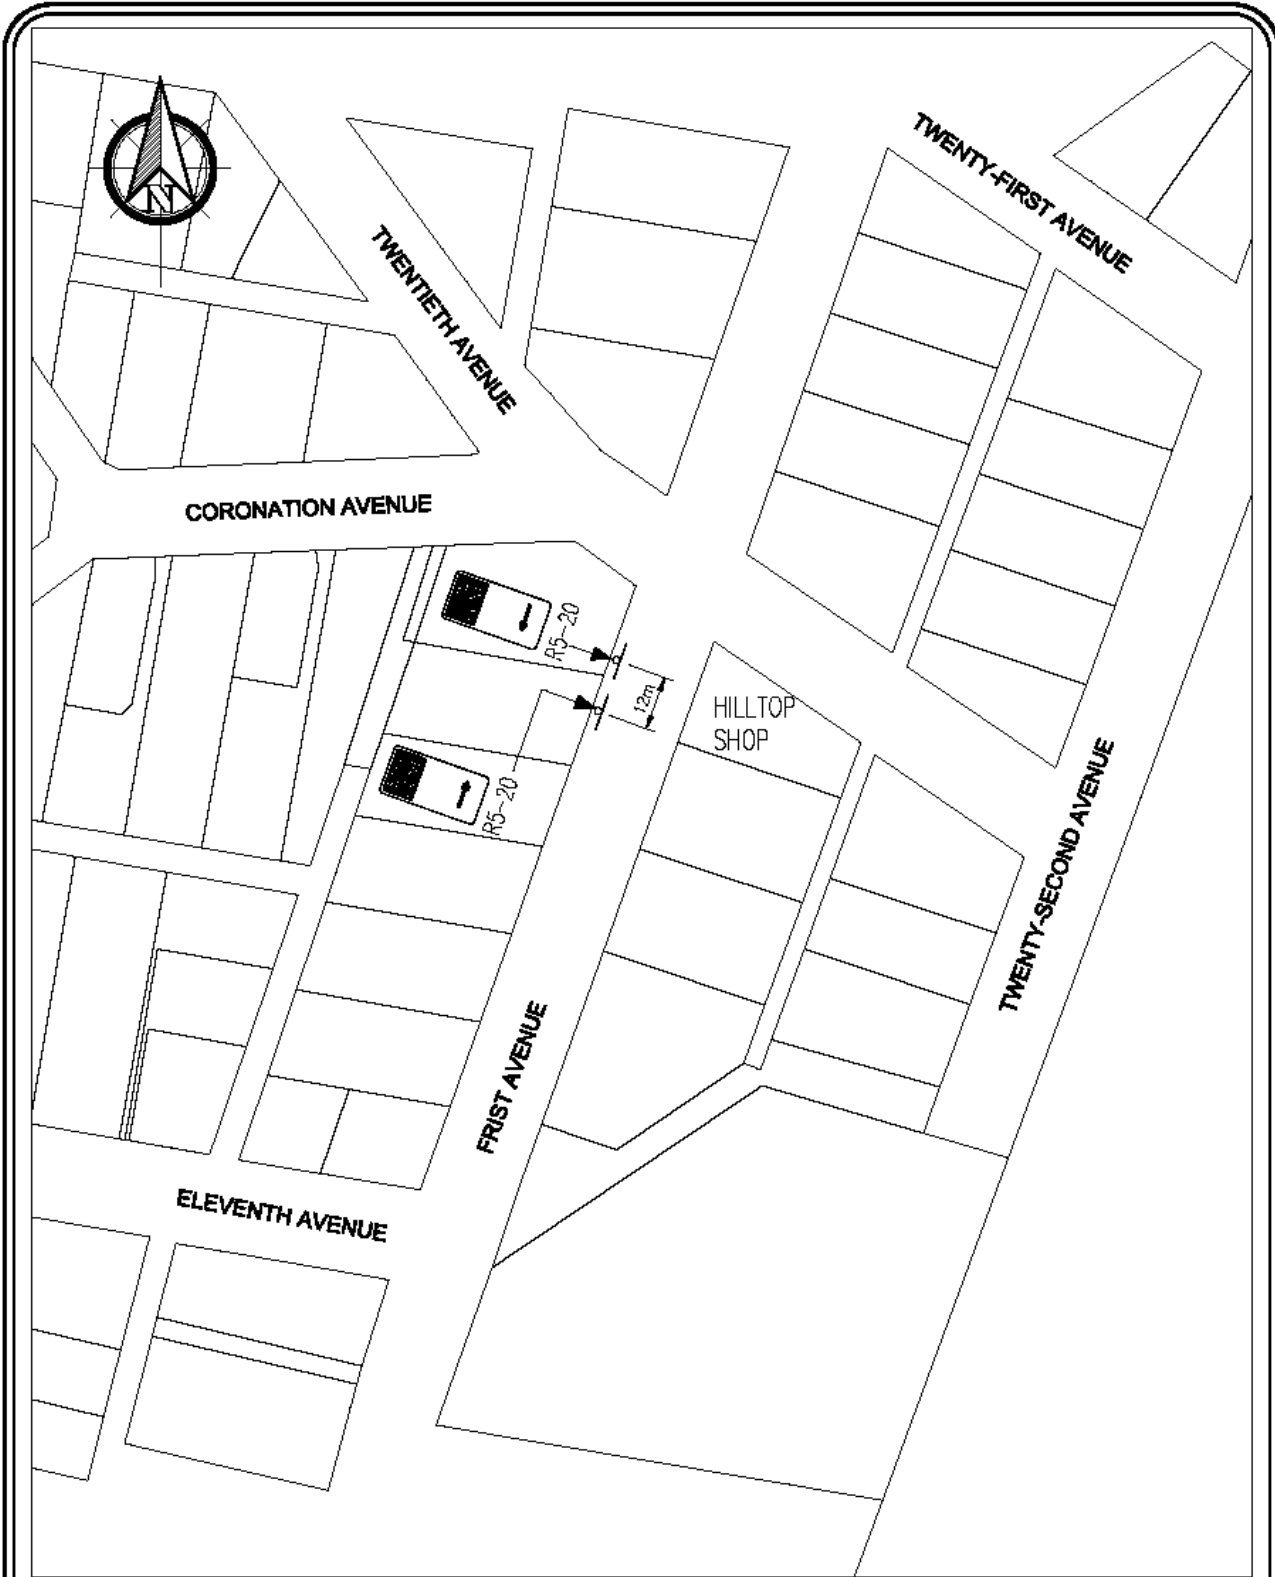 TWENTY-FIRST AVENUE
N
TWENTIETH AVENUE
CORONATION AVENUE
R5-20
12m
HILLTOP
SHOP
R5-20
TWENTY-SECOND AVENUE
FRIST AVENUE
ELEVENTH AVENUE